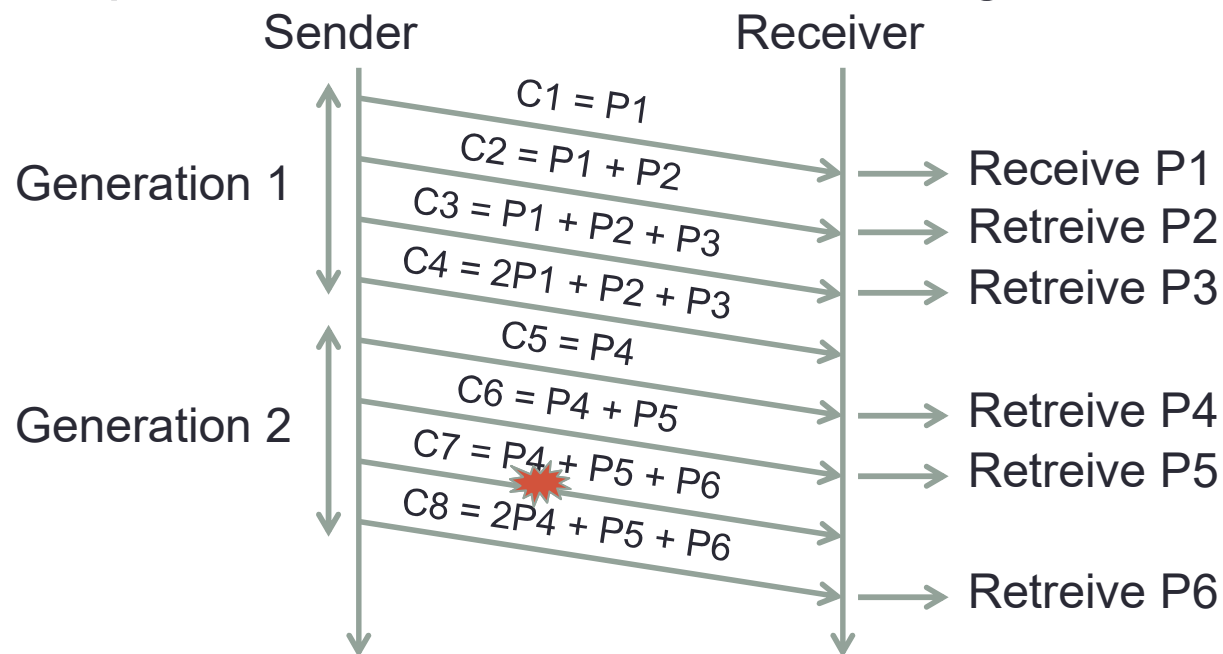 Sender
Receiver
C1 = P1
C2 = P1 + P2
Receive P1
Generation 1
C3 = P1 + P2 + P3
Retreive P2
C4 = 2P1 + P2 + P3
Retreive P3
C5 = P4
C6 = P4 + P5
Retreive P4
Generation 2
C7 = P4 + P5 + P6
Retreive P5
C8 = 2P4 + P5 + P6
Retreive P6